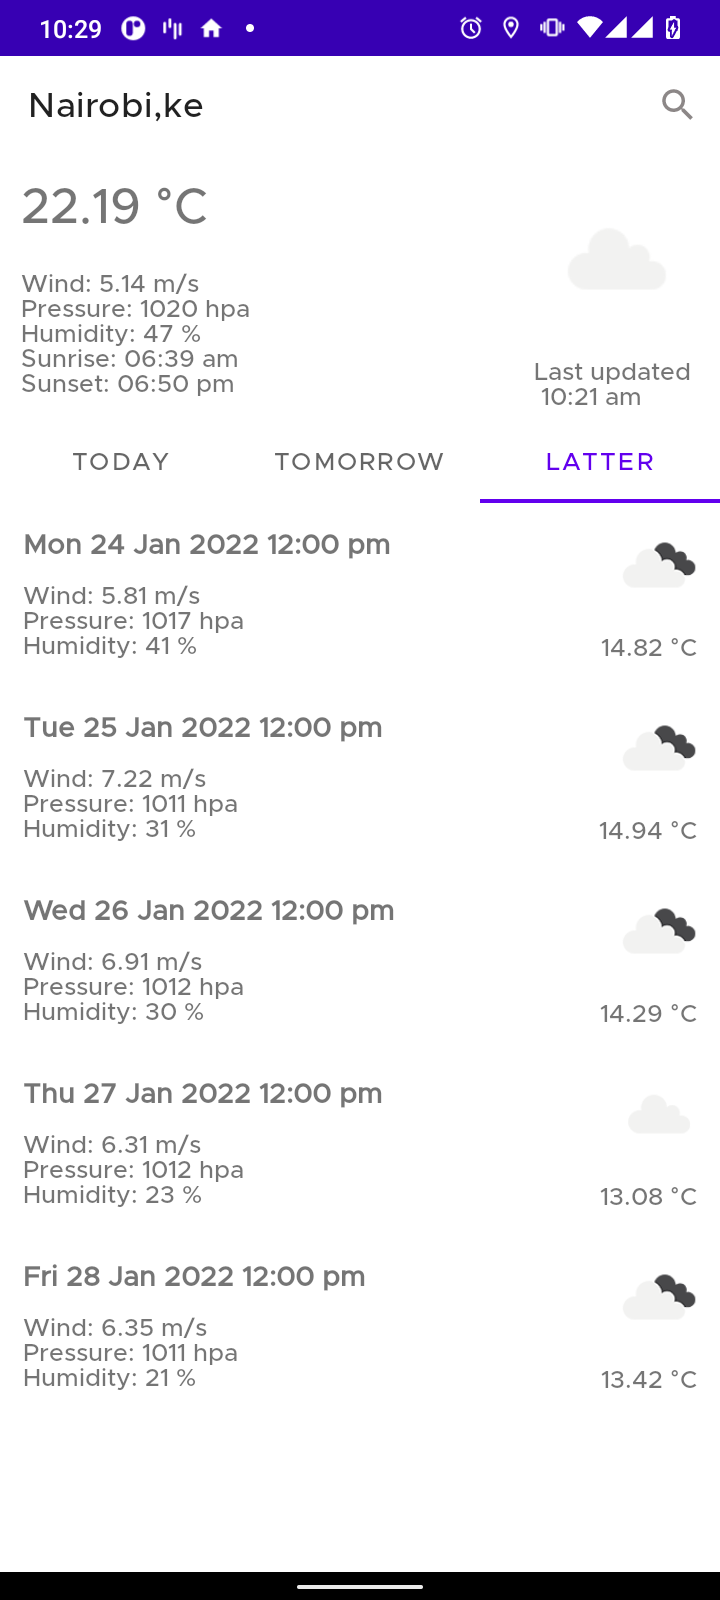 10:29
Nairobi,ke
22.19 °C
Wind: 5.14 m/s
Pressure: 1020 hpa
Humidity: 47 %
Sunrise: 06:39 am
Sunset: 06:50 pm
Last updated
10:21 am
TODAY TOMORROW LATTER
Mon 24 Jan 2022 12:00 pm
Wind: 5.81 m/s
Pressure: 1017 hpa
Humidity: 41 %
14.82 °C
Tue 25 Jan 2022 12:00 pm
Wind: 7.22 m/s
Pressure: 1011 hpa
Humidity: 31 %
14.94 °C
Wed 26 Jan 2022 12:00 pm
Wind: 6.91 m/s
Pressure: 1012 hpa
Humidity: 30 %
14.29 °C
Thu 27 Jan 2022 12:00 pm
Wind: 6.31 m/s
Pressure: 1012 hpa
Humidity: 23 %
13.08 °C
Fri 28 Jan 2022 12:00 pm
Wind: 6.35 m/s
Pressure: 1011 hpa
Humidity: 21 %
13.42 °C